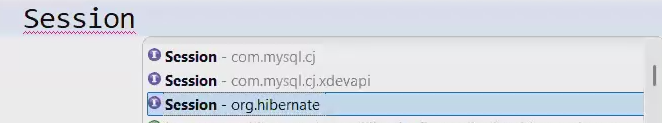 Session
Session - com.mysql.cj
Session - com.mysql.cj.xdevapi
Session - org.hibernate